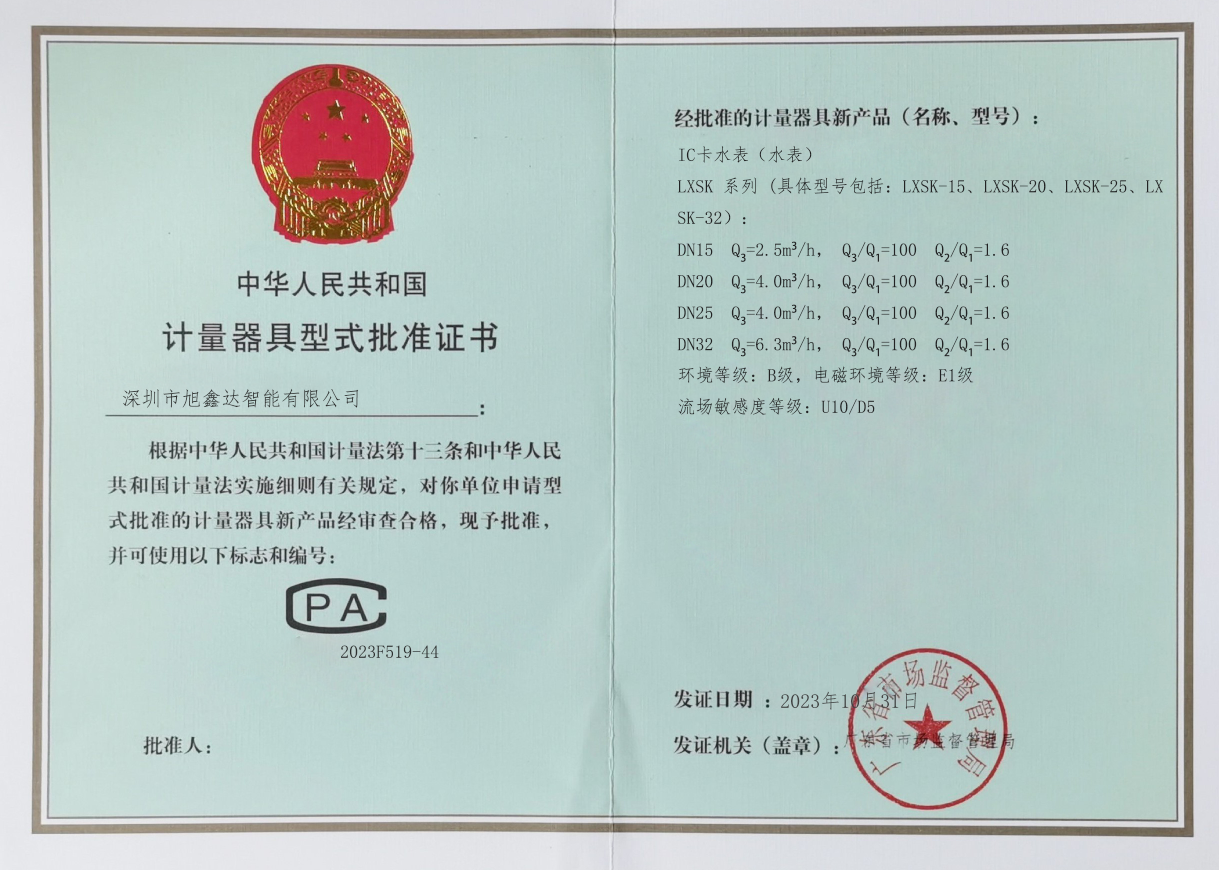 中华人民共和国
计量器具型式批准证书
深圳市旭鑫达智能有限公司：
根据中华人民共和国计量法第十三条和中华人民
共和国计量法实施细则有关规定，对你单位申请型
式批准的计量器具新产品经审查合格，现予批准，
并可使用以下标志和编号：
CPA
2023F519-44
批准人：
经批准的计量器具新产品（名称、型号）：
IC卡水表（水表）
LXSK 系列 (具体型号包括：LXSK-15、LXSK-20、LXSK-25、LX
SK-32）：
DN15 Q₃=2.5m³/h， Q₃/Q₁=100 Q₂/Q₁=1.6
DN20 Q₃=4.0m³/h， Q₃/Q₁=100 Q₂/Q₁=1.6
DN25 Q₃=4.0m³/h， Q₃/Q₁=100 Q₂/Q₁=1.6
DN32 Q₃=6.3m³/h， Q₃/Q₁=100 Q₂/Q₁=1.6
环境等级：B级，电磁环境等级：E1级
流场敏感度等级：U10/D5
发证日期 ：2023年10月31日
发证机关（盖章）：广东省市场监督管理局
广东省市场监督管理局